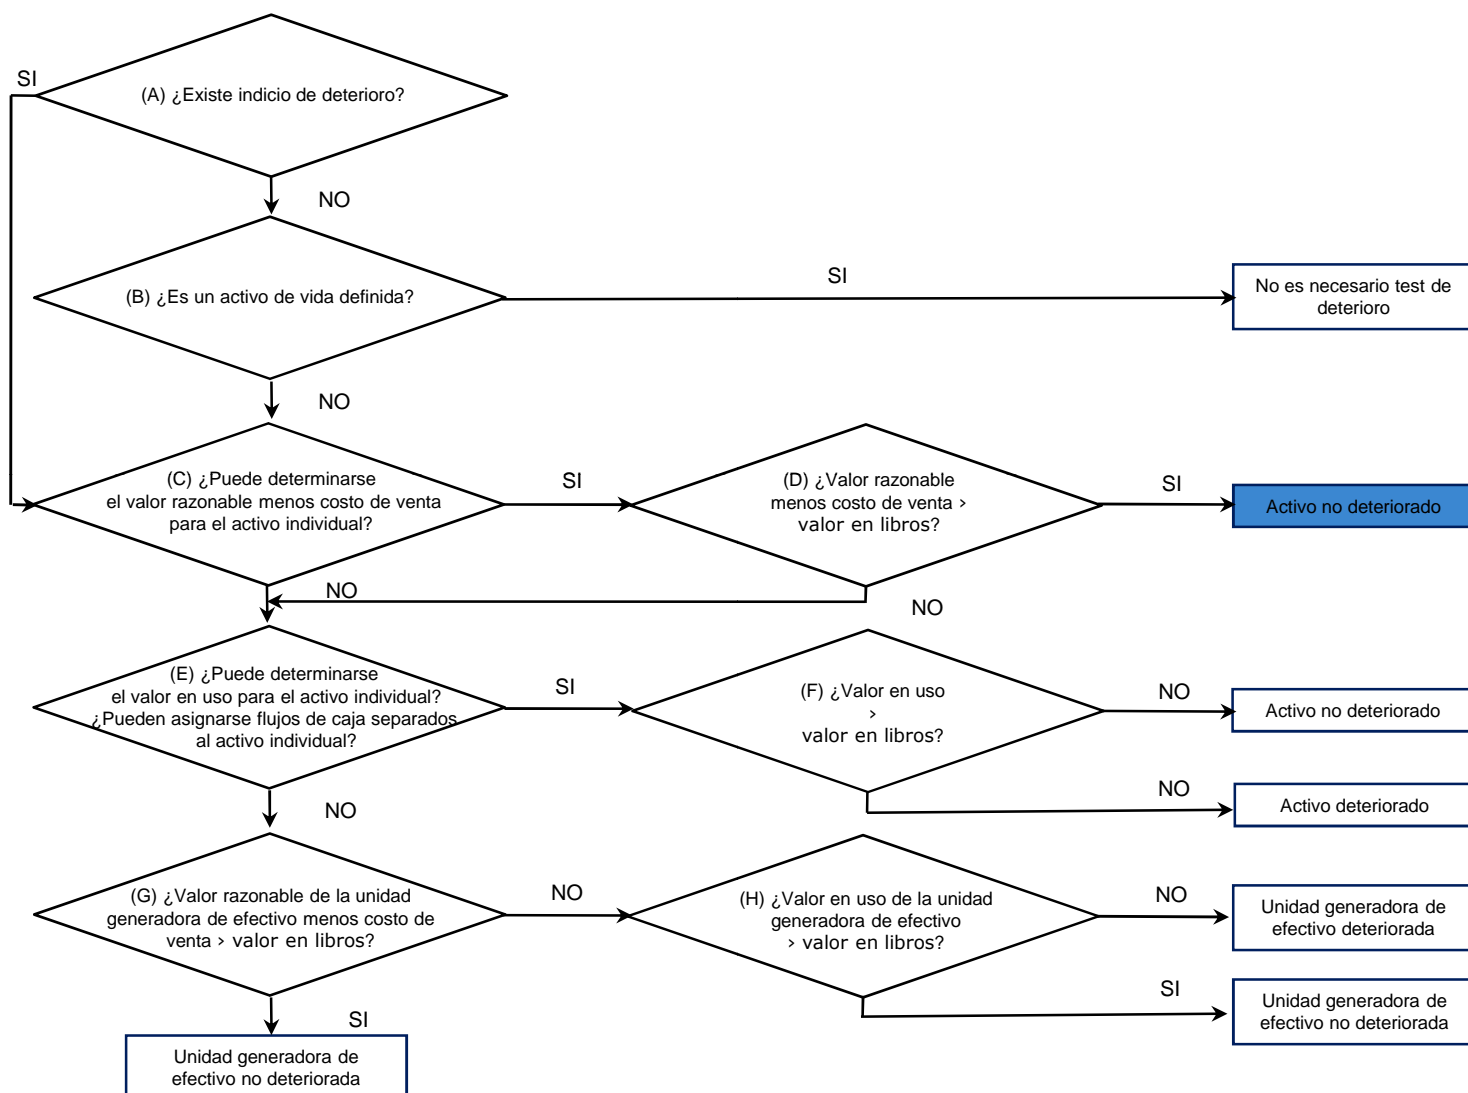 SI
(A) ¿Existe indicio de deterioro?
NO
(B) ¿Es un activo de vida definida?
SI
No es necesario test de
deterioro
NO
(C) ¿Puede determinarse
el valor razonable menos costo de venta
para el activo individual?
SI
(D) ¿Valor razonable
menos costo de venta ›
valor en libros?
SI
Activo no deteriorado
NO
NO
(E) ¿Puede determinarse
el valor en uso para el activo individual?
¿Pueden asignarse flujos de caja separados
al activo individual?
SI
(F) ¿Valor en uso
›
valor en libros?
NO
Activo no deteriorado
NO
Activo deteriorado
NO
(G) ¿Valor razonable de la unidad
generadora de efectivo menos costo de
venta › valor en libros?
NO
(H) ¿Valor en uso de la unidad
generadora de efectivo
› valor en libros?
NO
Unidad generadora de
efectivo deteriorada
SI
Unidad generadora de
efectivo no deteriorada
SI
Unidad generadora de
efectivo no deteriorada